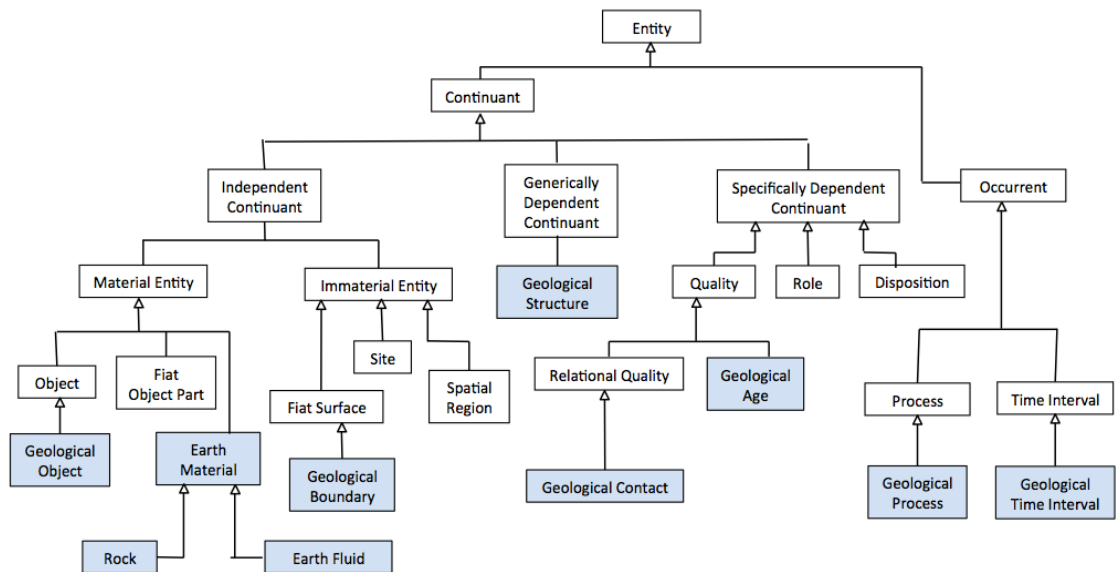 Entity
Continuant
Independent
Continuant
Generically
Dependent
Continuant
Specifically Dependent
Continuant
Occurrent
Material Entity
Immaterial Entity
Geological
Structure
Quality
Role
Disposition
Object
Fiat
Object Part
Site
Fiat Surface
Spatial
Region
Relational Quality
Geological
Age
Process
Time Interval
Geological
Object
Earth
Material
Geological
Boundary
Geological Contact
Geological
Process
Geological
Time Interval
Rock
Earth Fluid